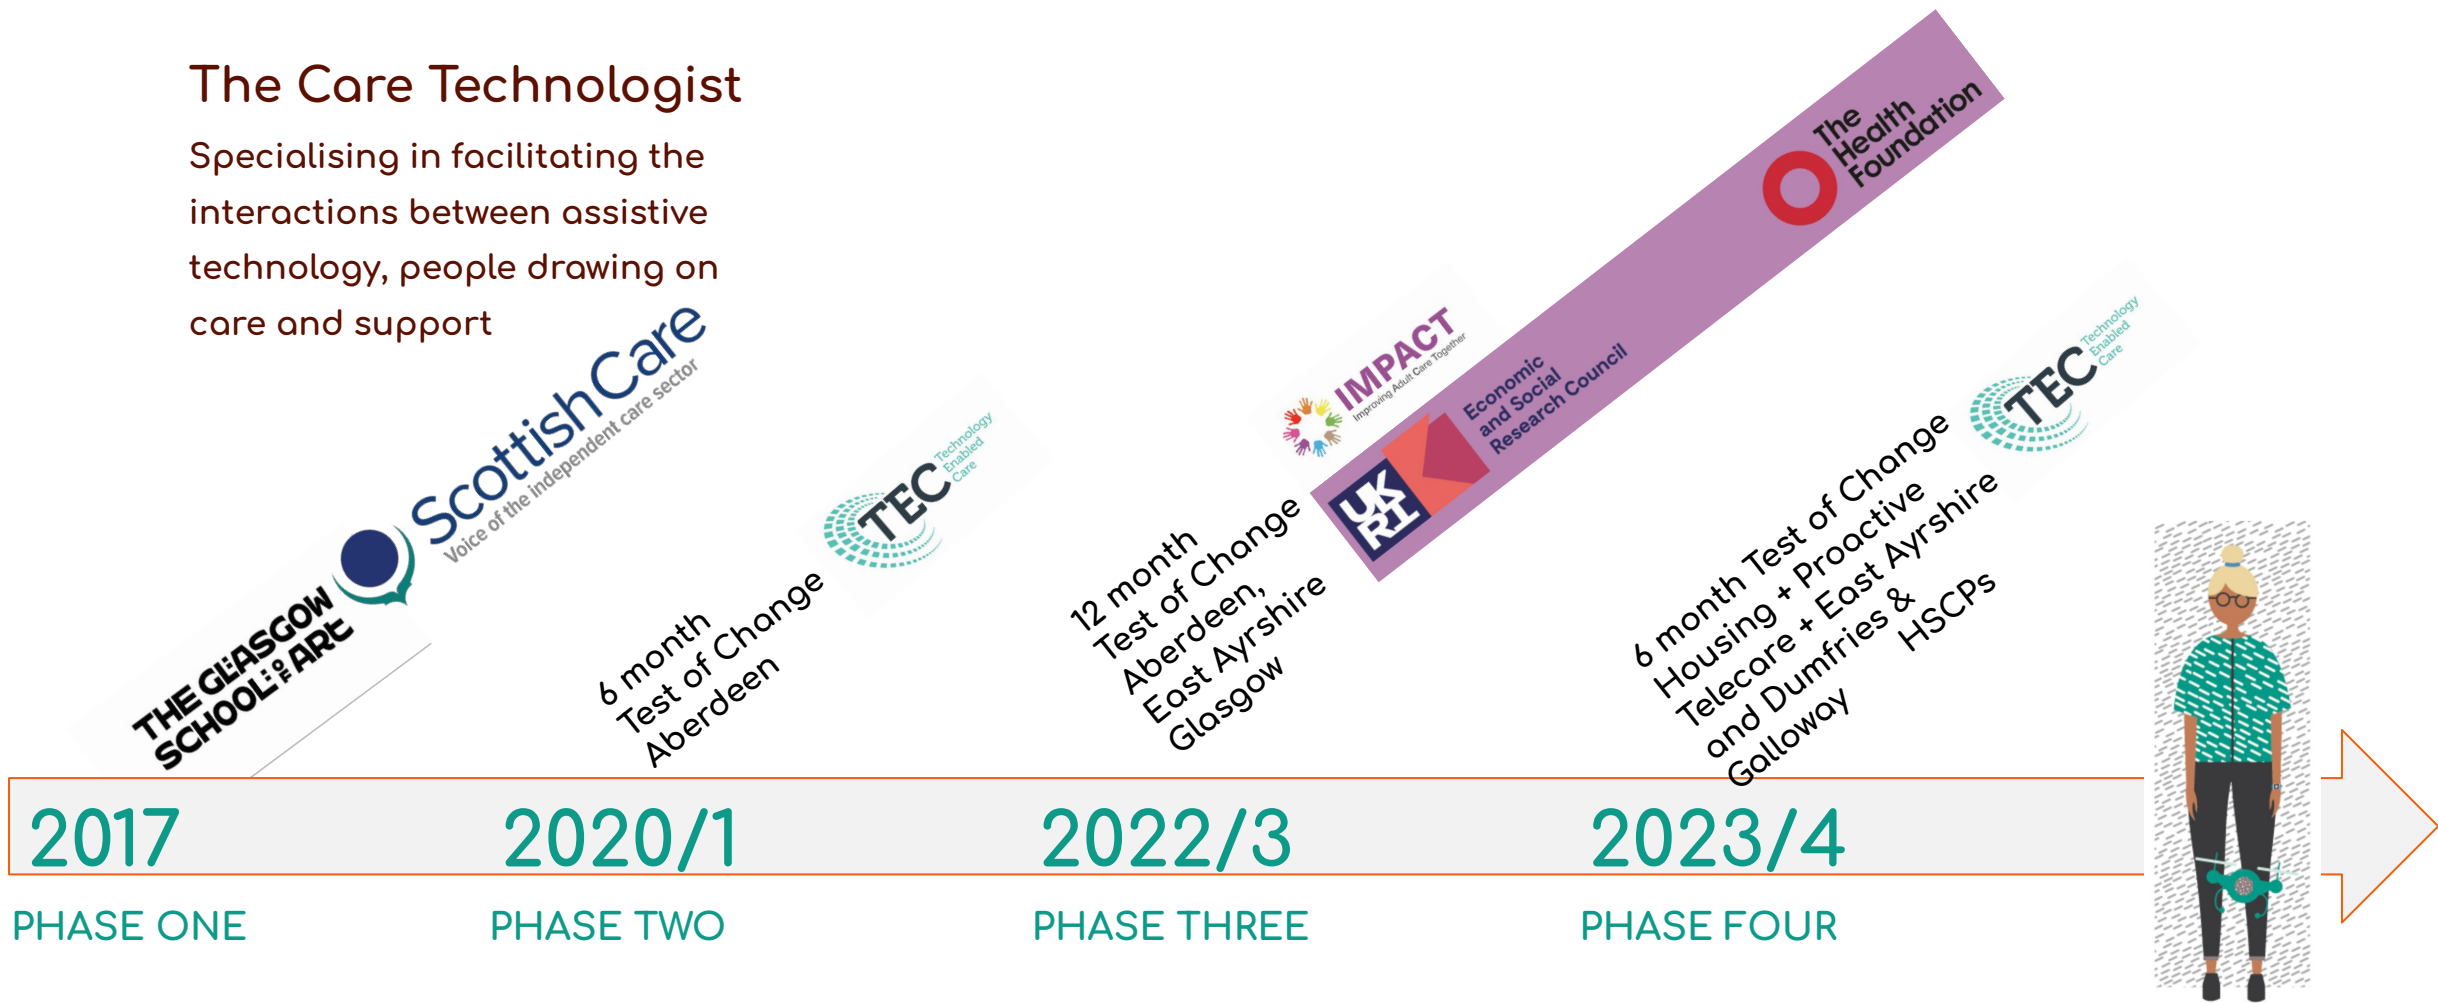 The Care Technologist
Specialising in facilitating the
interactions between assistive
technology, people drawing on
care and support
THE GLASGOW
SCHOOL OF ART
Scottish Care
Voice of the independent care sector
6 month
Test of Change
Aberdeen
TEC
Technology
Enabled
Care
12 month
Test of Change
Aberdeen,
East Ayrshire
Glasgow
IMPACT
Improving Adult Care Together
UK
RI
Economic
and Social
Research Council
The
Health
Foundation
6 month Test of Change
Housing + Proactive
Telecare + East Ayrshire
and Dumfries &
Galloway HSCPs
TEC
Technology
Enabled
Care
2017
2020/1
2022/3
2023/4
PHASE ONE
PHASE TWO
PHASE THREE
PHASE FOUR